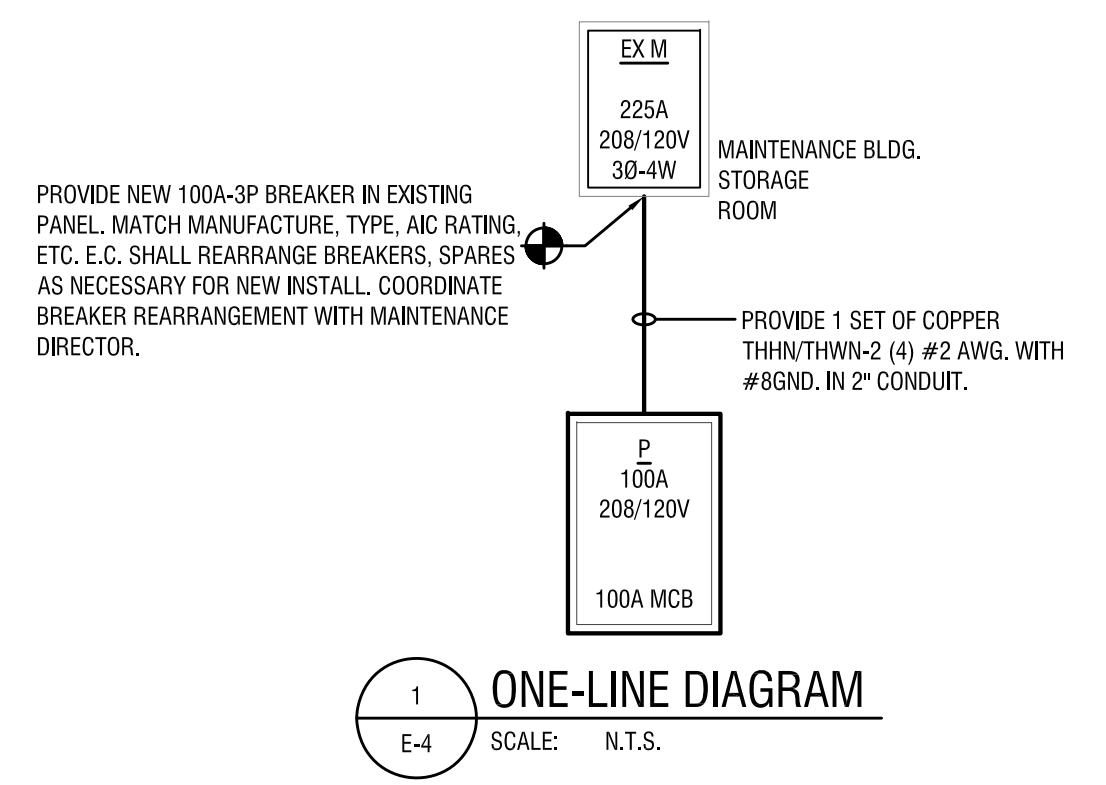 EX M
225A
208/120V
3Ø-4W
MAINTENANCE BLDG.
STORAGE
ROOM
PROVIDE NEW 100A-3P BREAKER IN EXISTING
PANEL. MATCH MANUFACTURE, TYPE, AIC RATING,
ETC. E.C. SHALL REARRANGE BREAKERS, SPARES
AS NECESSARY FOR NEW INSTALL. COORDINATE
BREAKER REARRANGEMENT WITH MAINTENANCE
DIRECTOR.
PROVIDE 1 SET OF COPPER
THHN/THWN-2 (4) #2 AWG. WITH
#8GND. IN 2" CONDUIT.
P
100A
208/120V
100A MCB
1
E-4
ONE-LINE DIAGRAM
SCALE: N.T.S.